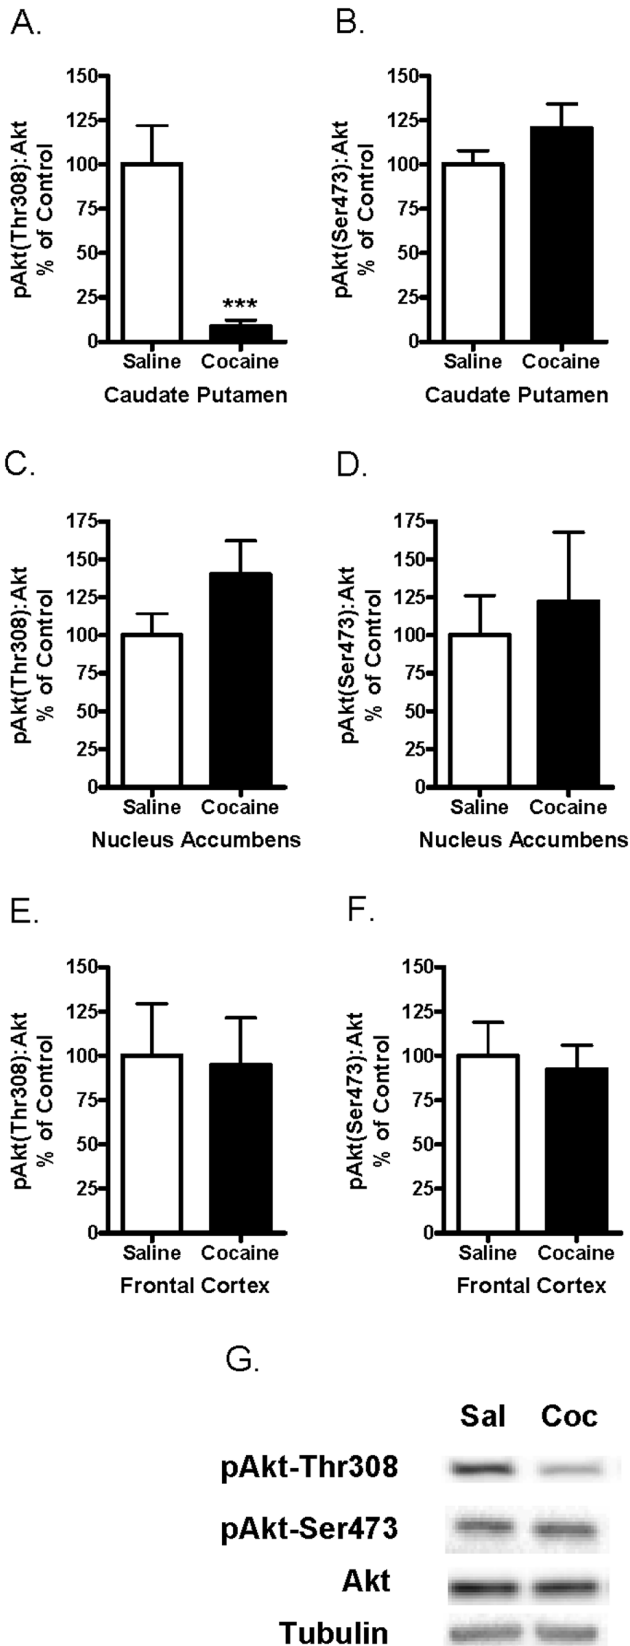 A.
B.
pAkt(Thr308):Akt
% of Control
150
125
100
75
50
25
0
***
Saline Cocaine
Caudate Putamen
pAkt(Ser473):Akt
% of Control
150
125
100
75
50
25
0
Saline Cocaine
Caudate Putamen
C.
D.
pAkt(Thr308):Akt
% of Control
175
150
125
100
75
50
25
0
Saline Cocaine
Nucleus Accumbens
pAkt(Ser473):Akt
% of Control
175
150
125
100
75
50
25
0
Saline Cocaine
Nucleus Accumbens
E.
F.
pAkt(Thr308):Akt
% of Control
150
125
100
75
50
25
0
Saline Cocaine
Frontal Cortex
pAkt(Ser473):Akt
% of Control
150
125
100
75
50
25
0
Saline Cocaine
Frontal Cortex
G.
Sal Coc
pAkt-Thr308
pAkt-Ser473
Akt
Tubulin